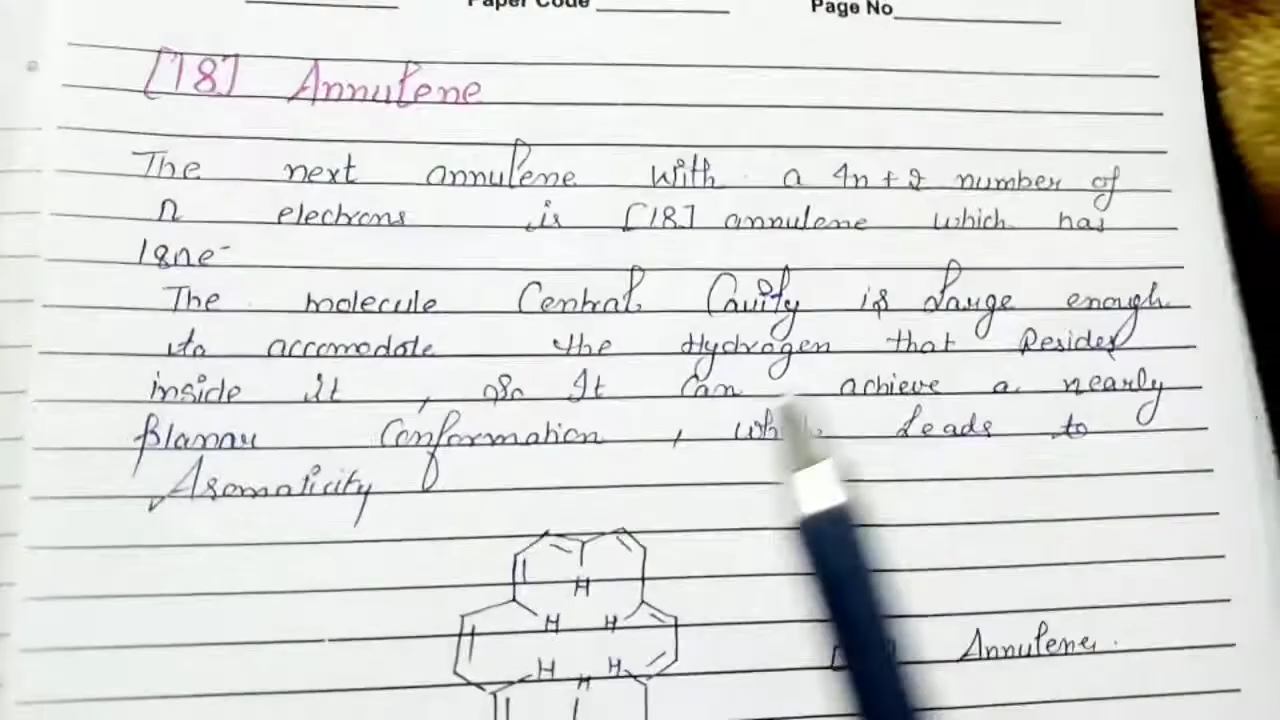 Paper Code
Page No
[18] Annulene
The next annulene with a 4n+2 number of
π electrons is [18] annulene which has
18πe⁻
The molecule Central Cavity is Large enough
to accomodate the Hydrogen that Resides
inside it, so It can achieve a nearly
planar Conformation, leads to
Aromaticity
H
H H
H H
H
Annulene.